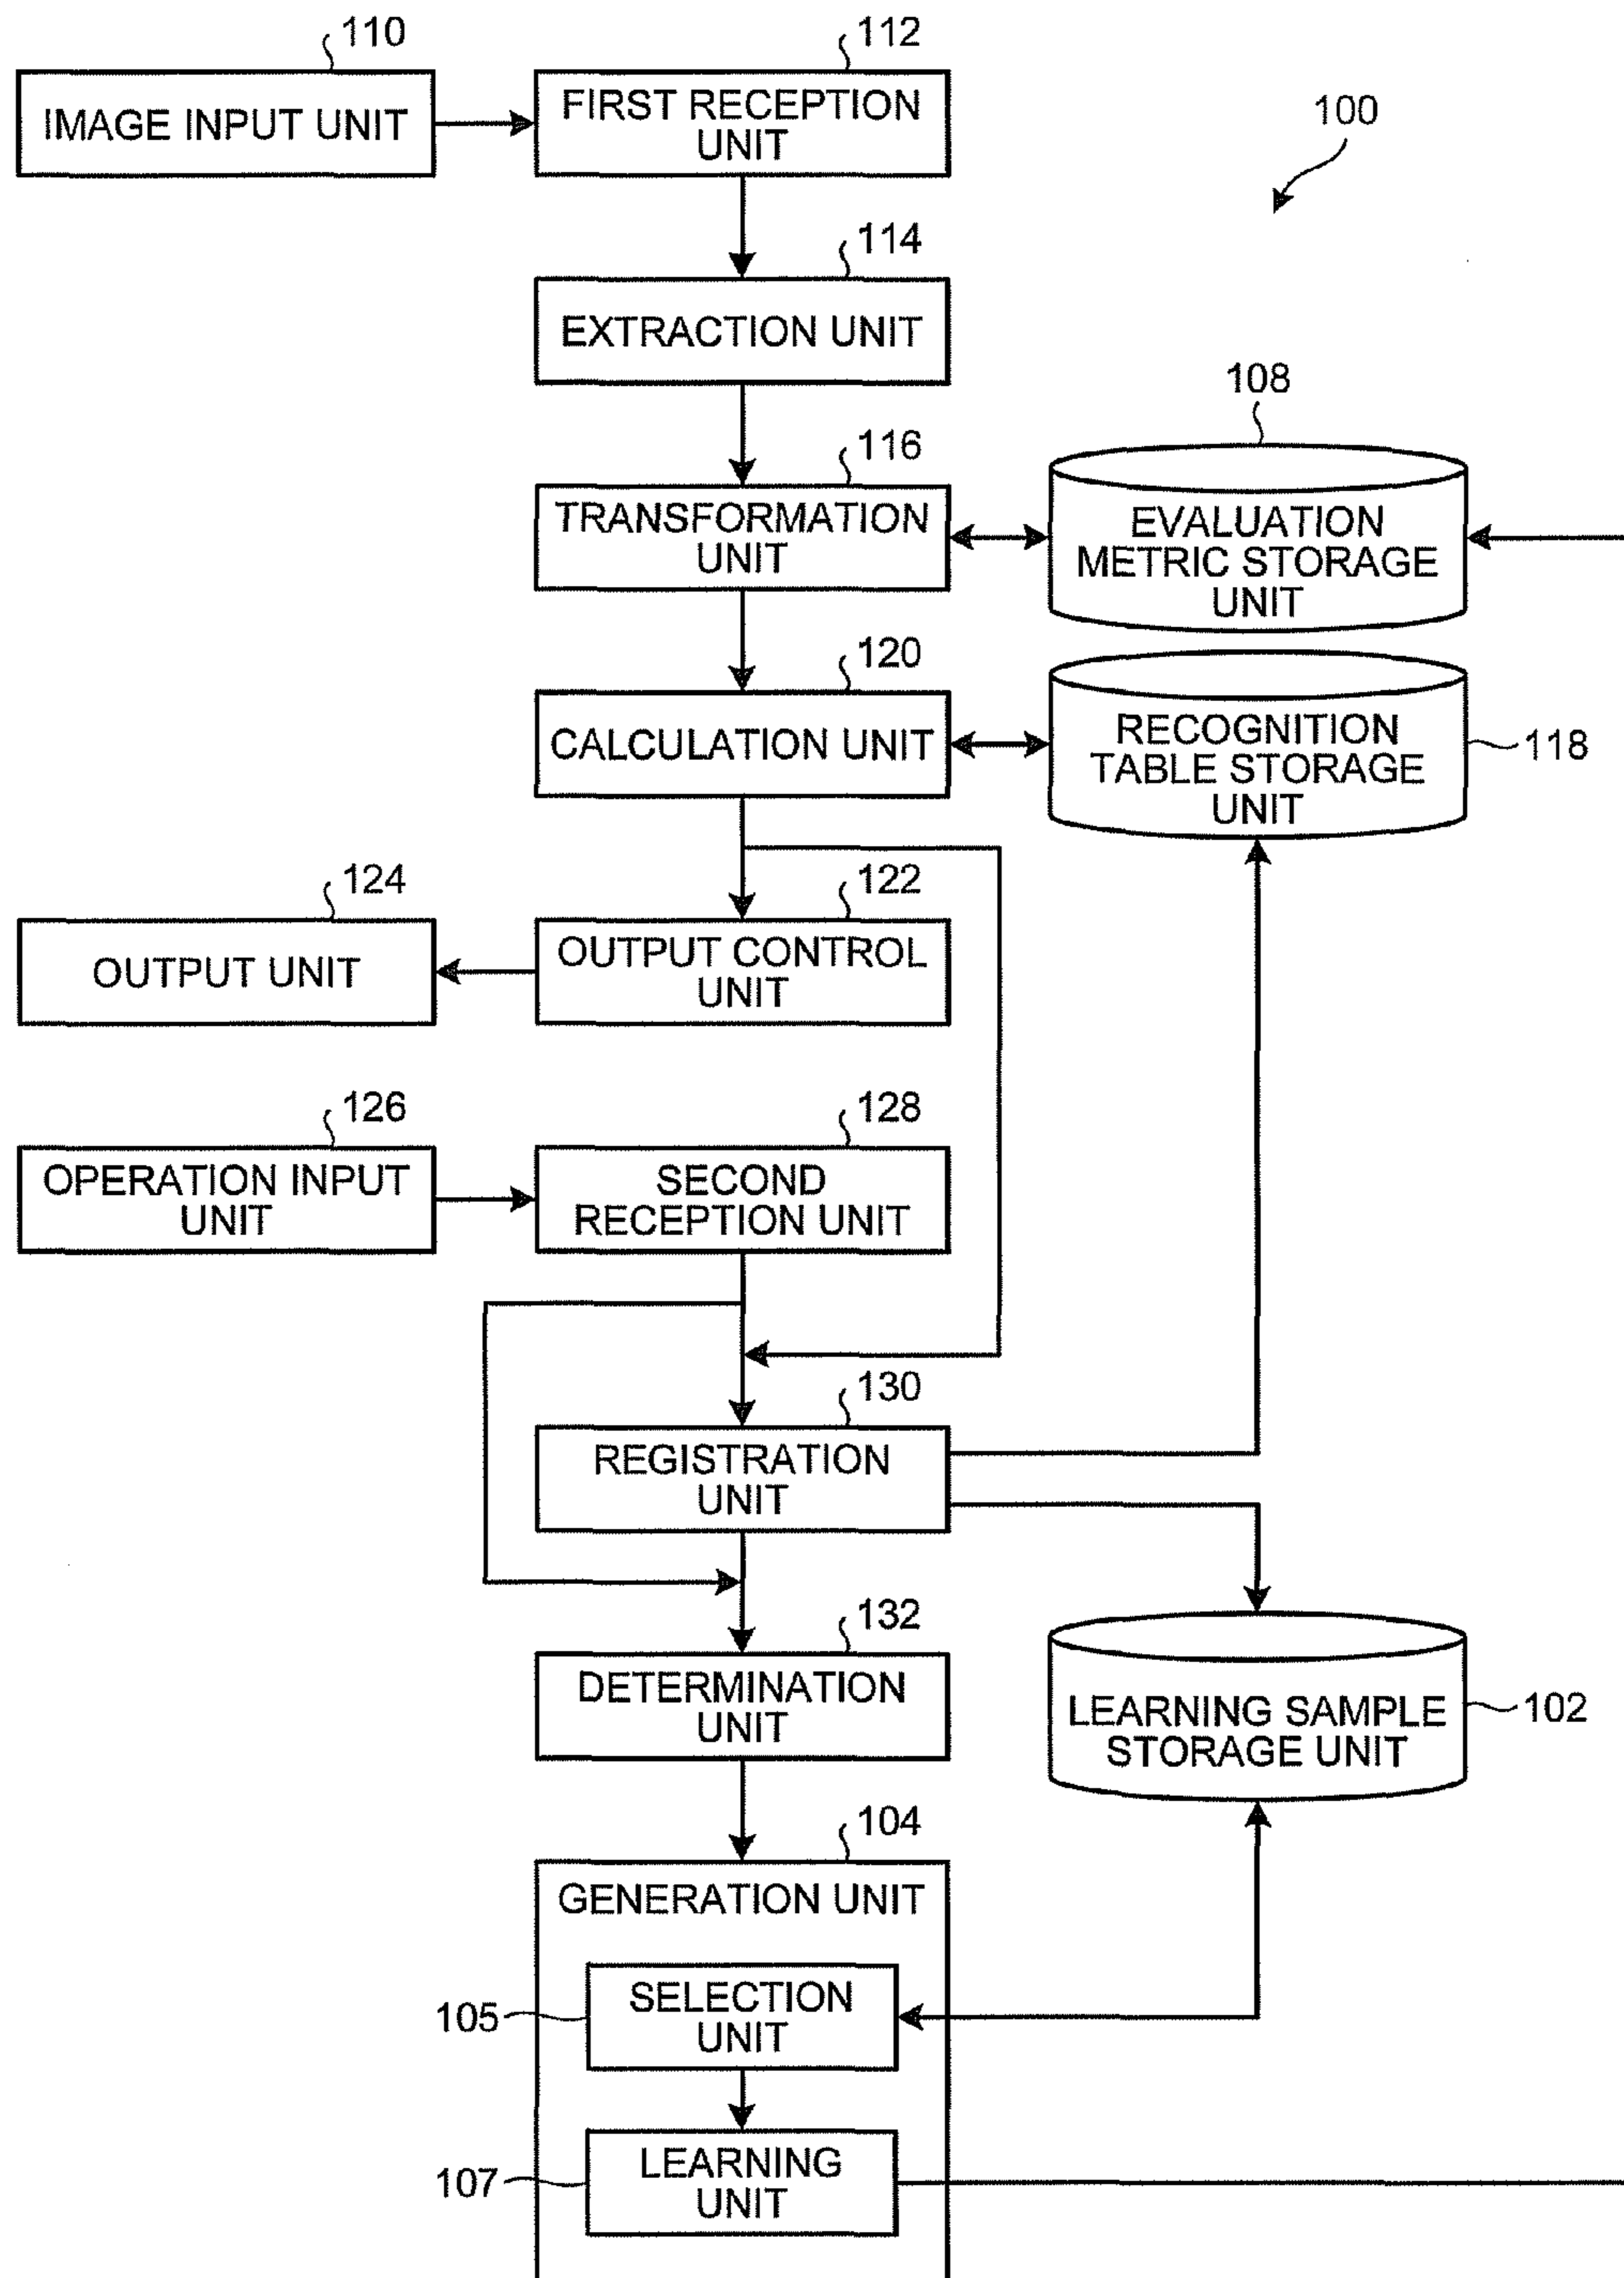 110
IMAGE INPUT UNIT
112
FIRST RECEPTION
UNIT
100
114
EXTRACTION UNIT
116
TRANSFORMATION
UNIT
108
EVALUATION
METRIC STORAGE
UNIT
120
CALCULATION UNIT
RECOGNITION
TABLE STORAGE
UNIT
118
124
OUTPUT UNIT
122
OUTPUT CONTROL
UNIT
126
OPERATION INPUT
UNIT
128
SECOND
RECEPTION UNIT
130
REGISTRATION
UNIT
132
DETERMINATION
UNIT
LEARNING SAMPLE
STORAGE UNIT
102
104
GENERATION UNIT
105
SELECTION
UNIT
107
LEARNING
UNIT